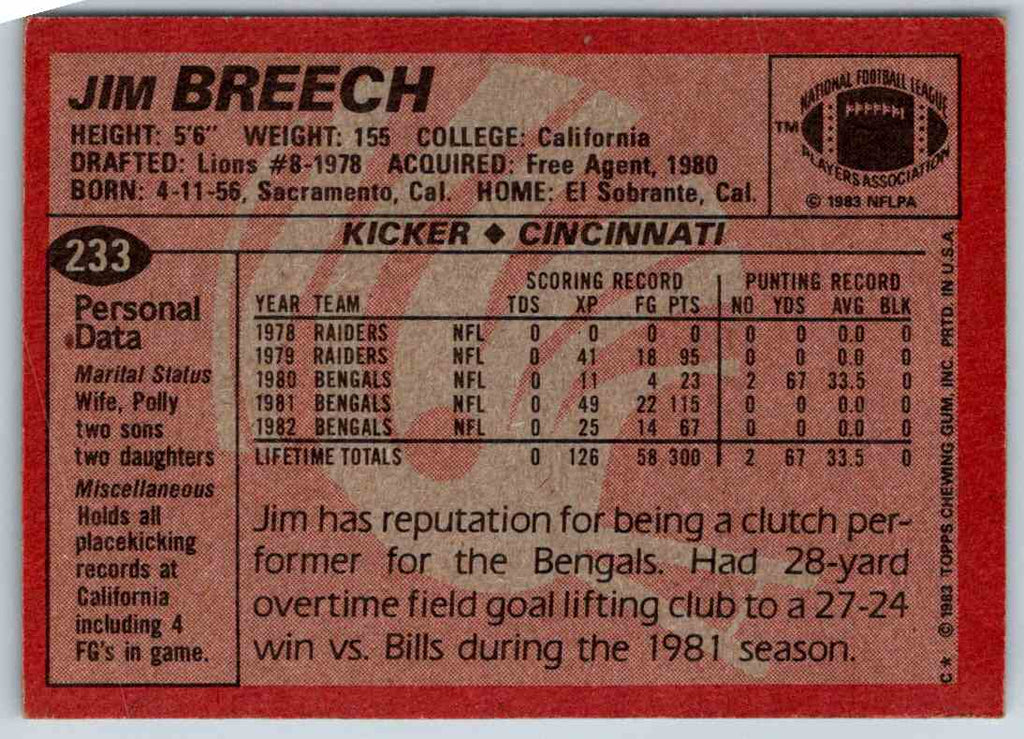 JIM BREECH
HEIGHT: 5'6" WEIGHT: 155 COLLEGE: California
DRAFTED: Lions #8-1978 ACQUIRED: Free Agent, 1980
BORN: 4-11-56, Sacramento, Cal. HOME: El Sobrante, Cal.
NATIONAL FOOTBALL LEAGUE
TM
PLAYERS ASSOCIATION
© 1983 NFLPA
KICKER ◆ CINCINNATI
233
Personal
Data
Marital Status
Wife, Polly
two sons
two daughters
Miscellaneous
Holds all
placekicking
records at
California
including 4
FG's in game.
SCORING RECORD PUNTING RECORD
YEAR TEAM TDS XP FG PTS NO YDS AVG BLK
1978 RAIDERS NFL 0 0 0 0 0 0 0.0 0
1979 RAIDERS NFL 0 41 18 95 0 0 0.0 0
1980 BENGALS NFL 0 11 4 23 2 67 33.5 0
1981 BENGALS NFL 0 49 22 115 0 0 0.0 0
1982 BENGALS NFL 0 25 14 67 0 0 0.0 0
LIFETIME TOTALS 0 126 58 300 2 67 33.5 0
Jim has reputation for being a clutch per-
former for the Bengals. Had 28-yard
overtime field goal lifting club to a 27-24
win vs. Bills during the 1981 season.
C* © 1983 TOPPS CHEWING GUM, INC. PRTD. IN U.S.A.